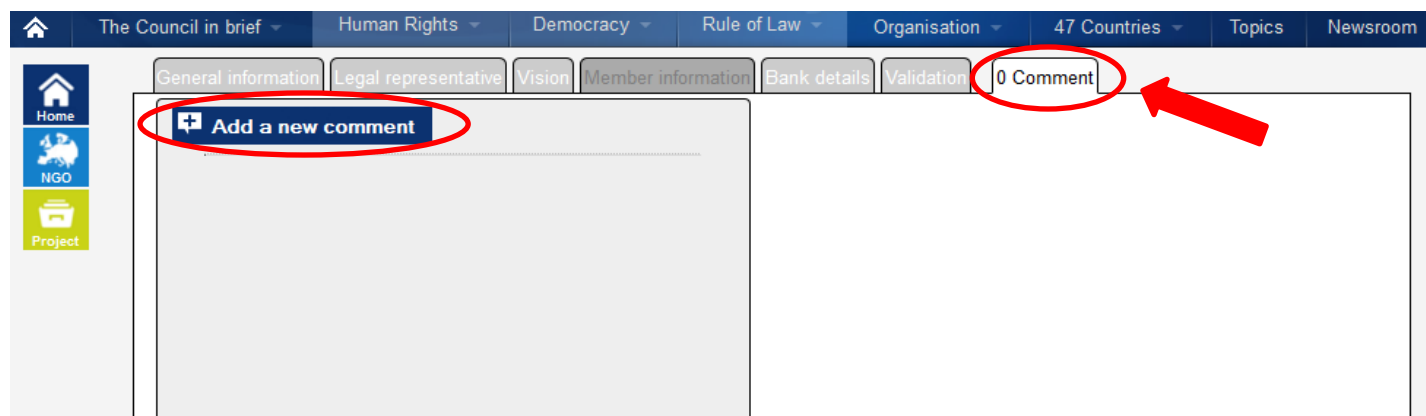 The Council in brief Human Rights Democracy Rule of Law Organisation 47 Countries Topics Newsroom
General information Legal representative Vision Member information Bank details Validation 0 Comment
Home
Add a new comment
NGO
Project